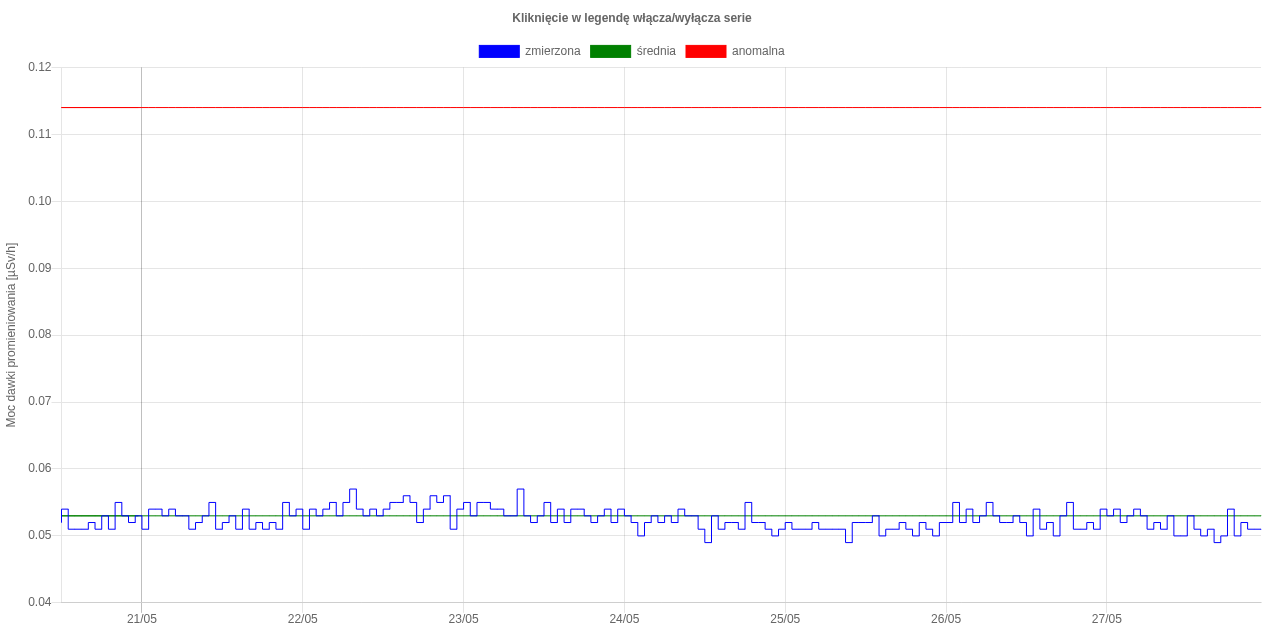 Kliknięcie w legendę włącza/wyłącza serie
zmierzona średnia anomalna
Moc dawki promieniowania [µSv/h]
0.12
0.11
0.10
0.09
0.08
0.07
0.06
0.05
0.04
21/05 22/05 23/05 24/05 25/05 26/05 27/05